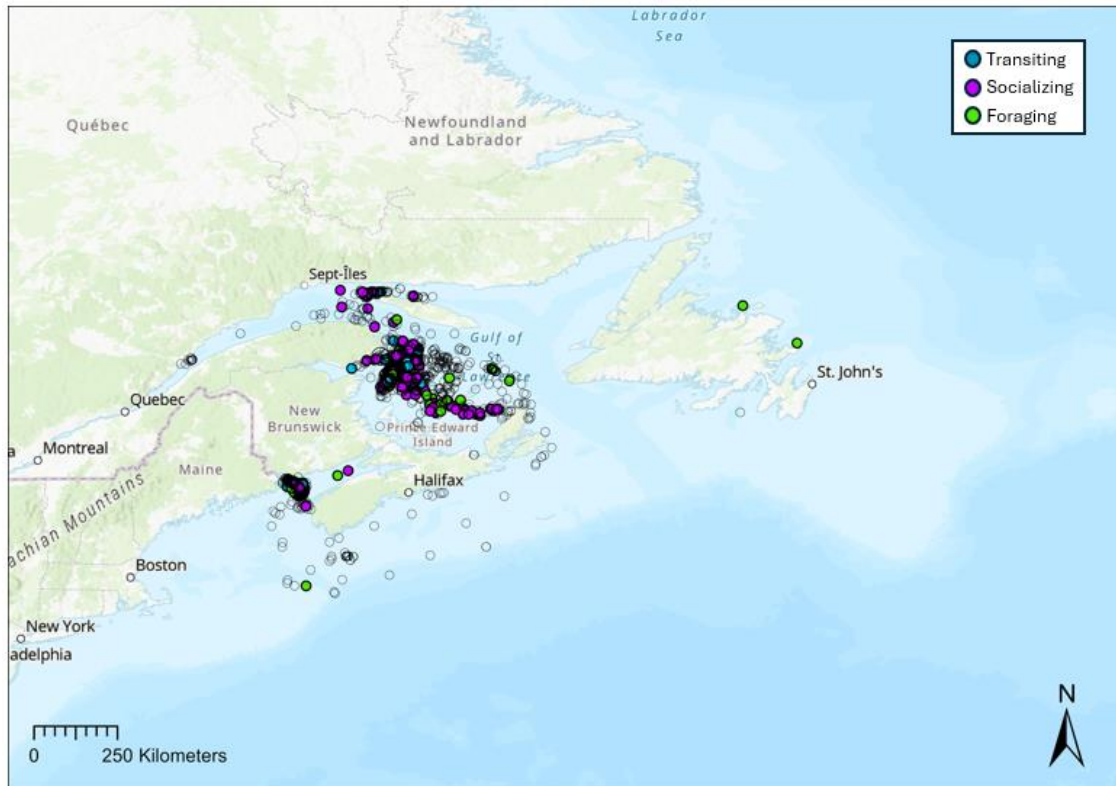 Labrador
Sea
Transiting
Socializing
Foraging
Québec
Newfoundland
and Labrador
Sept-Îles
Gulf of
St.
Lawrence
St. John's
Quebec
New
Brunswick
Prince Edward
Island
Montreal
Maine
Halifax
achian Mountains
Boston
New York
adelphia
a
N
0 250 Kilometers